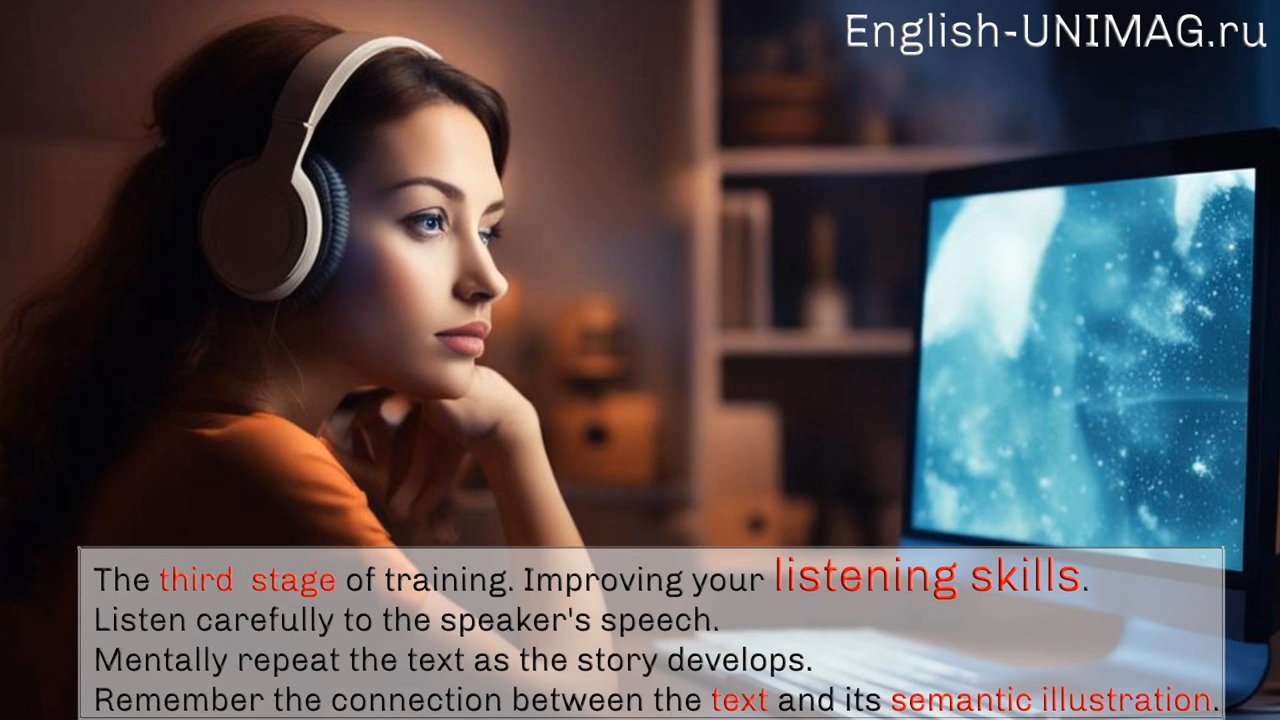 English-UNIMAG.ru
The third stage of training. Improving your listening skills.
Listen carefully to the speaker's speech.
Mentally repeat the text as the story develops.
Remember the connection between the text and its semantic illustration.